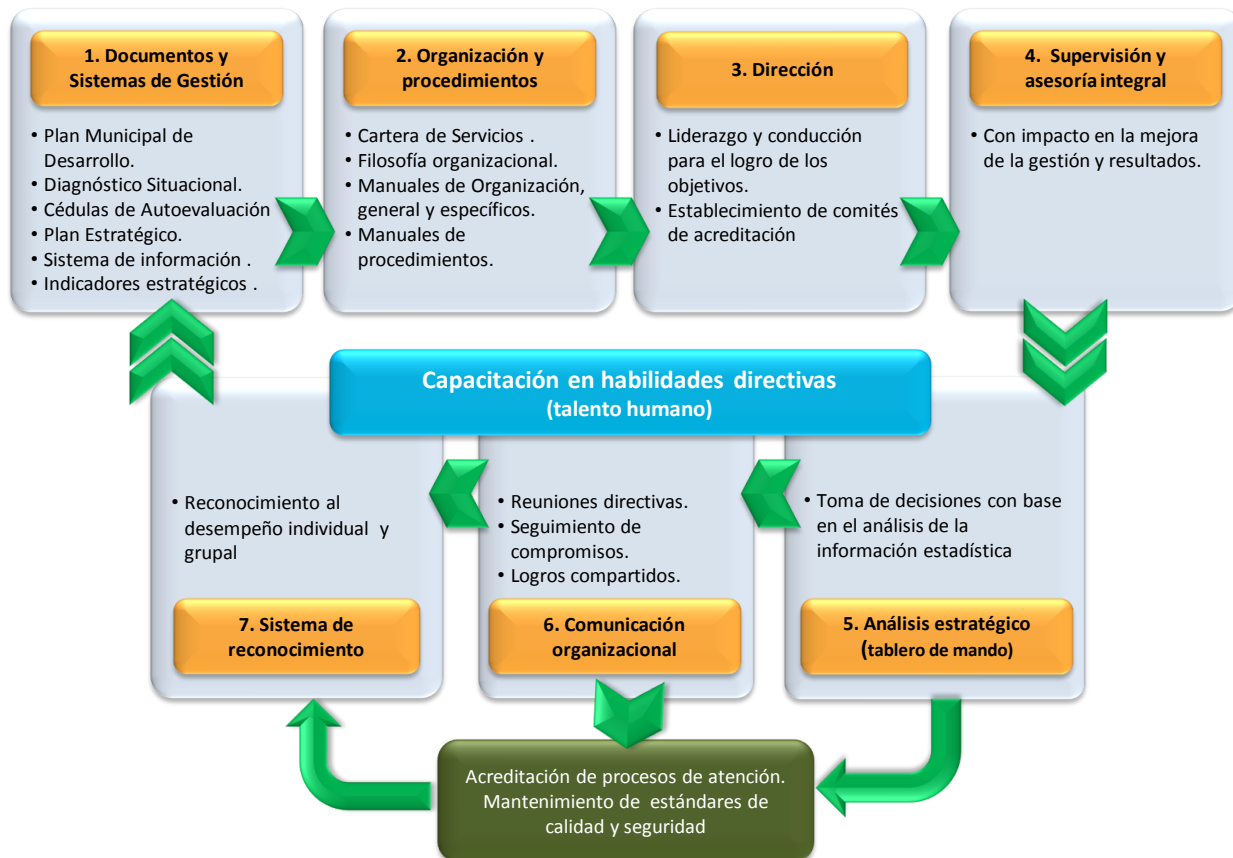 1. Documentos y
Sistemas de Gestión
• Plan Municipal de
Desarrollo.
• Diagnóstico Situacional.
• Cédulas de Autoevaluación
• Plan Estratégico.
• Sistema de información .
• Indicadores estratégicos .
2. Organización y
procedimientos
• Cartera de Servicios .
• Filosofía organizacional.
• Manuales de Organización,
general y específicos.
• Manuales de
procedimientos.
3. Dirección
• Liderazgo y conducción
para el logro de los
objetivos.
• Establecimiento de comités
de acreditación
4. Supervisión y
asesoría integral
• Con impacto en la mejora
de la gestión y resultados.
Capacitación en habilidades directivas
(talento humano)
• Toma de decisiones con base
en el análisis de la
información estadística
5. Análisis estratégico
(tablero de mando)
• Reuniones directivas.
• Seguimiento de
compromisos.
• Logros compartidos.
6. Comunicación
organizacional
• Reconocimiento al
desempeño individual y
grupal
7. Sistema de
reconocimiento
Acreditación de procesos de atención.
Mantenimiento de estándares de
calidad y seguridad